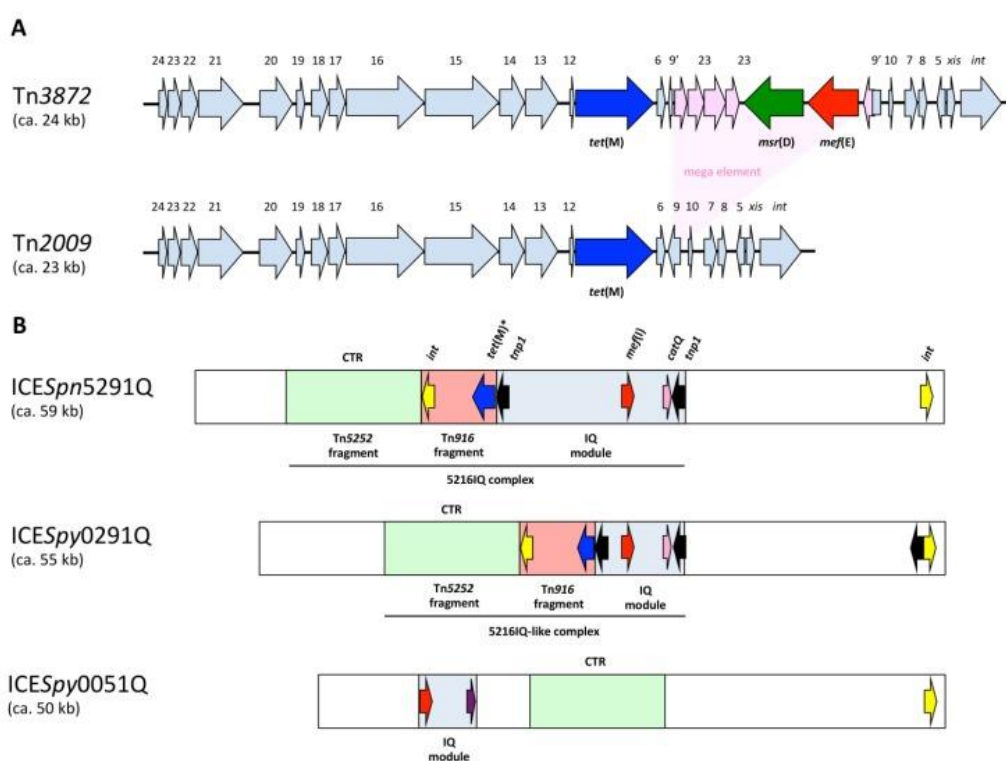 A
24 23 22 21 20 19 18 17 16 15 14 13 12 6 9' 23 23 9' 10 7 8 5 xis int
Tn3872
(ca. 24 kb)
tet(M) msr(D) mef(E)
mega element
24 23 22 21 20 19 18 17 16 15 14 13 12 6 9 10 7 8 5 xis int
Tn2009
(ca. 23 kb)
tet(M)
B
CTR int tet(M)* tnp1 mef(I) catQ tnp1 int
ICESpn5291Q
(ca. 59 kb)
Tn5252 Tn916 IQ
fragment fragment module
5216IQ complex
CTR
ICESpy0291Q
(ca. 55 kb)
Tn5252 Tn916 IQ
fragment fragment module
5216IQ-like complex
CTR
ICESpy0051Q
(ca. 50 kb)
IQ
module